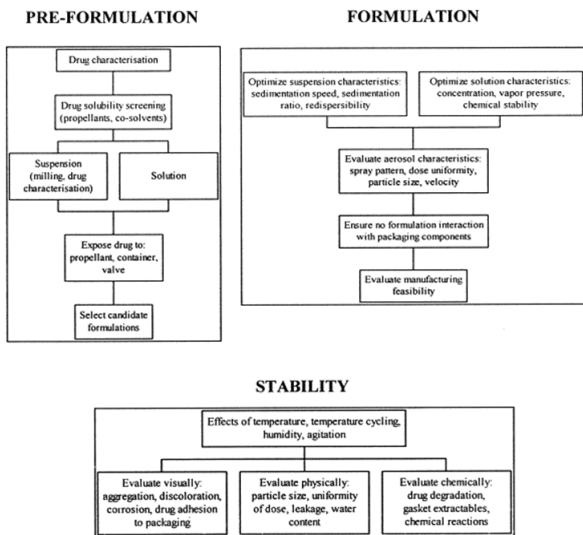 PRE-FORMULATION
Drug characterisation
Drug solubility screening
(propellants, co-solvents)
Suspension
(milling, drug
characterisation)
Solution
Expose drug to:
propellant, container,
valve
Select candidate
formulations
FORMULATION
Optimize suspension characteristics:
sedimentation speed, sedimentation
ratio, redispersibility
Optimize solution characteristics:
concentration, vapor pressure,
chemical stability
Evaluate aerosol characteristics:
spray pattern, dose uniformity,
particle size, velocity
Ensure no formulation interaction
with packaging components
Evaluate manufacturing
feasibility
STABILITY
Effects of temperature, temperature cycling,
humidity, agitation
Evaluate visually:
aggregation, discoloration,
corrosion, drug adhesion
to packaging
Evaluate physically:
particle size, uniformity
of dose, leakage, water
content
Evaluate chemically:
drug degradation,
gasket extractables,
chemical reactions